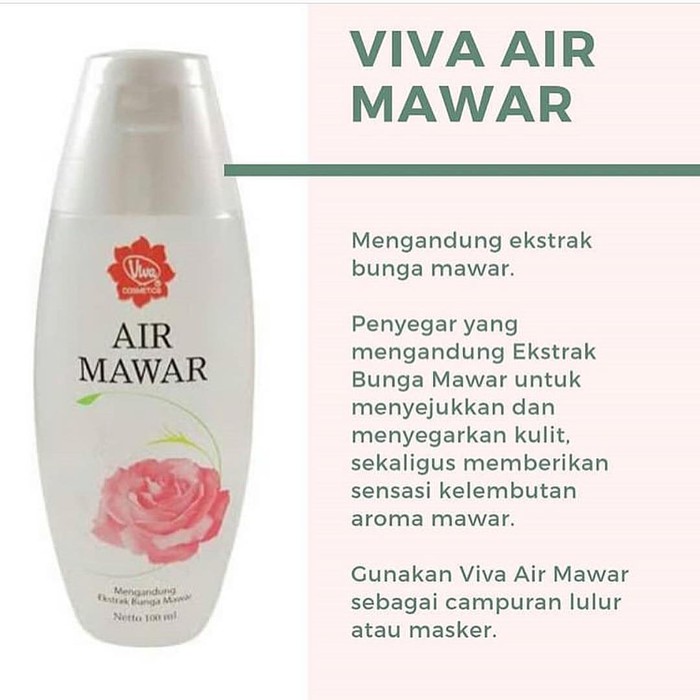 VIVA AIR
MAWAR
Mengandung ekstrak
bunga mawar.
Penyegar yang
mengandung Ekstrak
Bunga Mawar untuk
menyejukkan dan
menyegarkan kulit,
sekaligus memberikan
sensasi kelembutan
aroma mawar.
Gunakan Viva Air Mawar
sebagai campuran lulur
atau masker.
Viva
COSMETICS
AIR
MAWAR
Mengandung
Ekstrak Bunga Mawar
Netto 100 ml